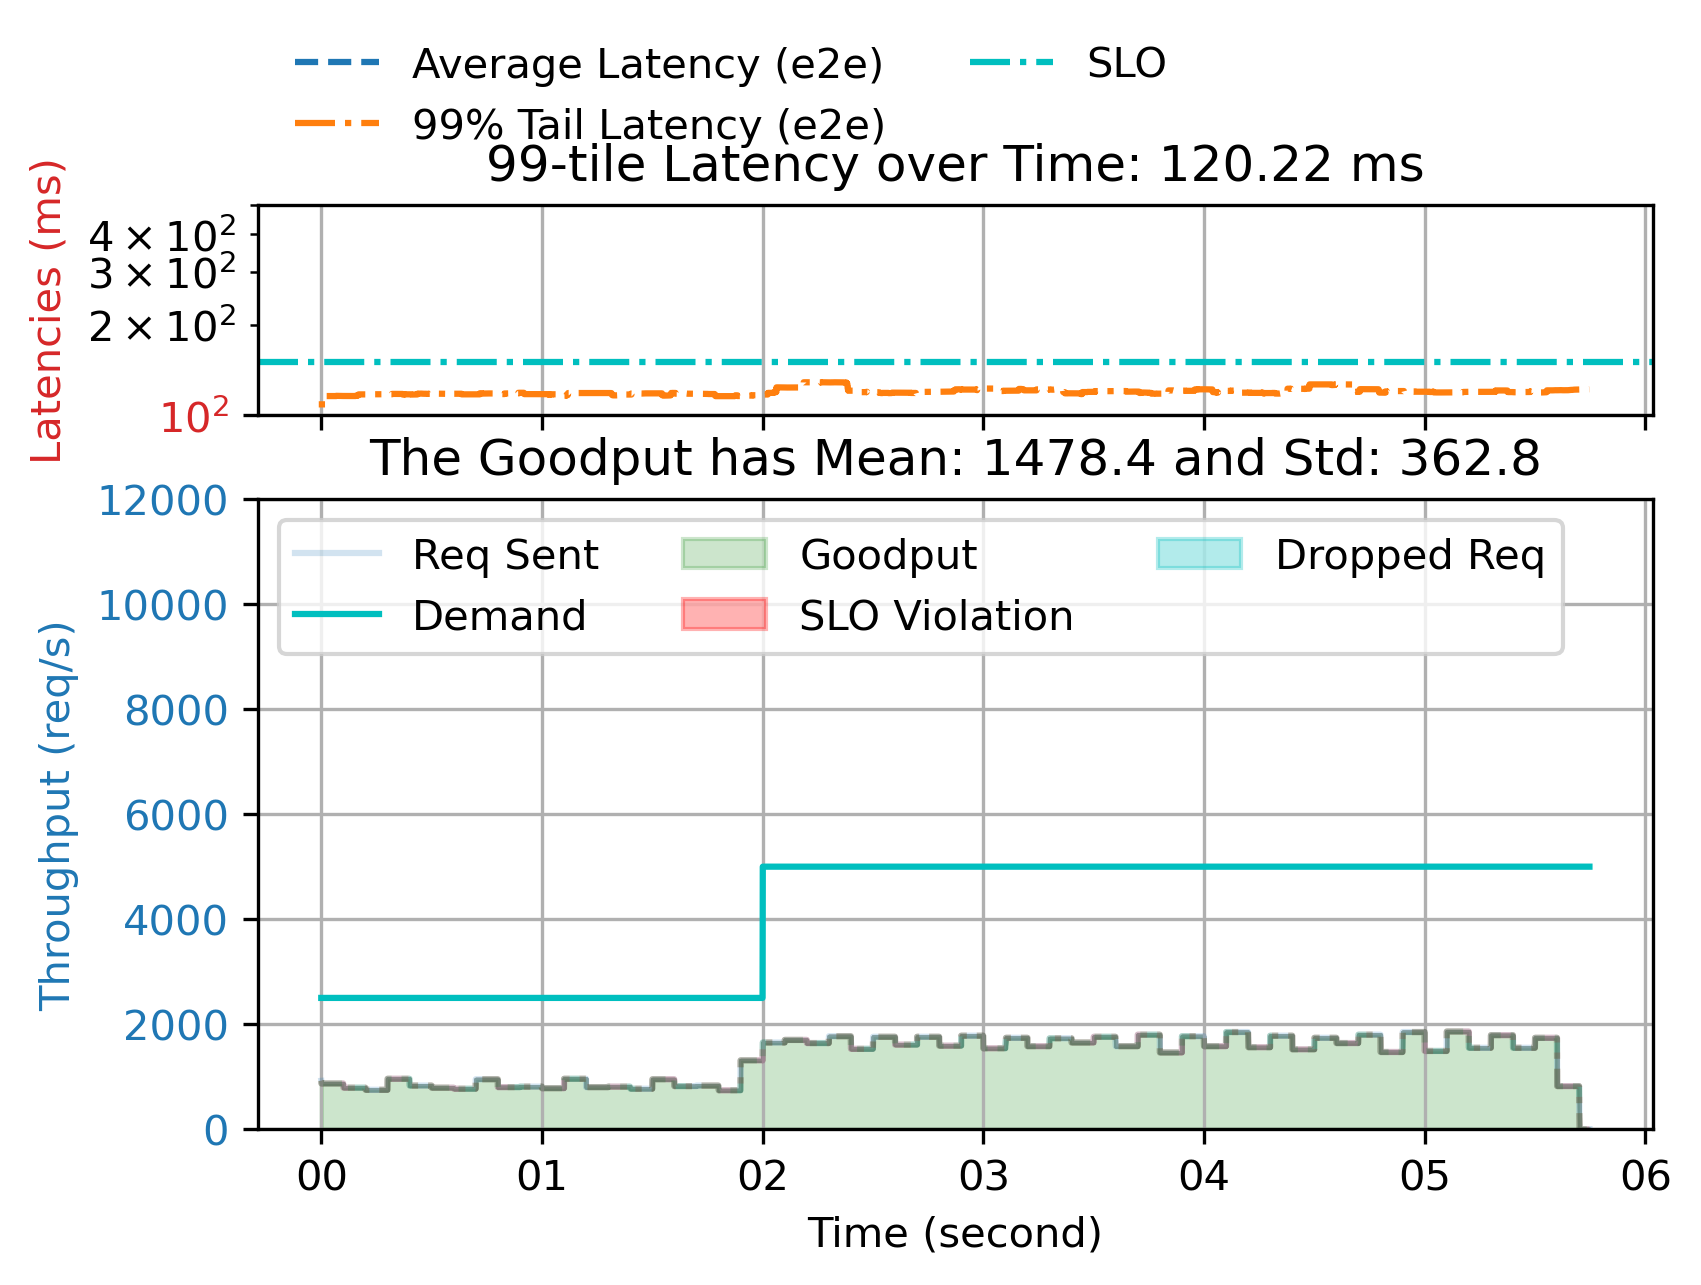 Average Latency (e2e)
SLO
99% Tail Latency (e2e)
99-tile Latency over Time: 120.22 ms
Latencies (ms)
4 × 10²
3 × 10²
2 × 10²
10²
The Goodput has Mean: 1478.4 and Std: 362.8
Throughput (req/s)
12000
10000
8000
6000
4000
2000
0
Req Sent
Goodput
Dropped Req
Demand
SLO Violation
00 01 02 03 04 05 06
Time (second)